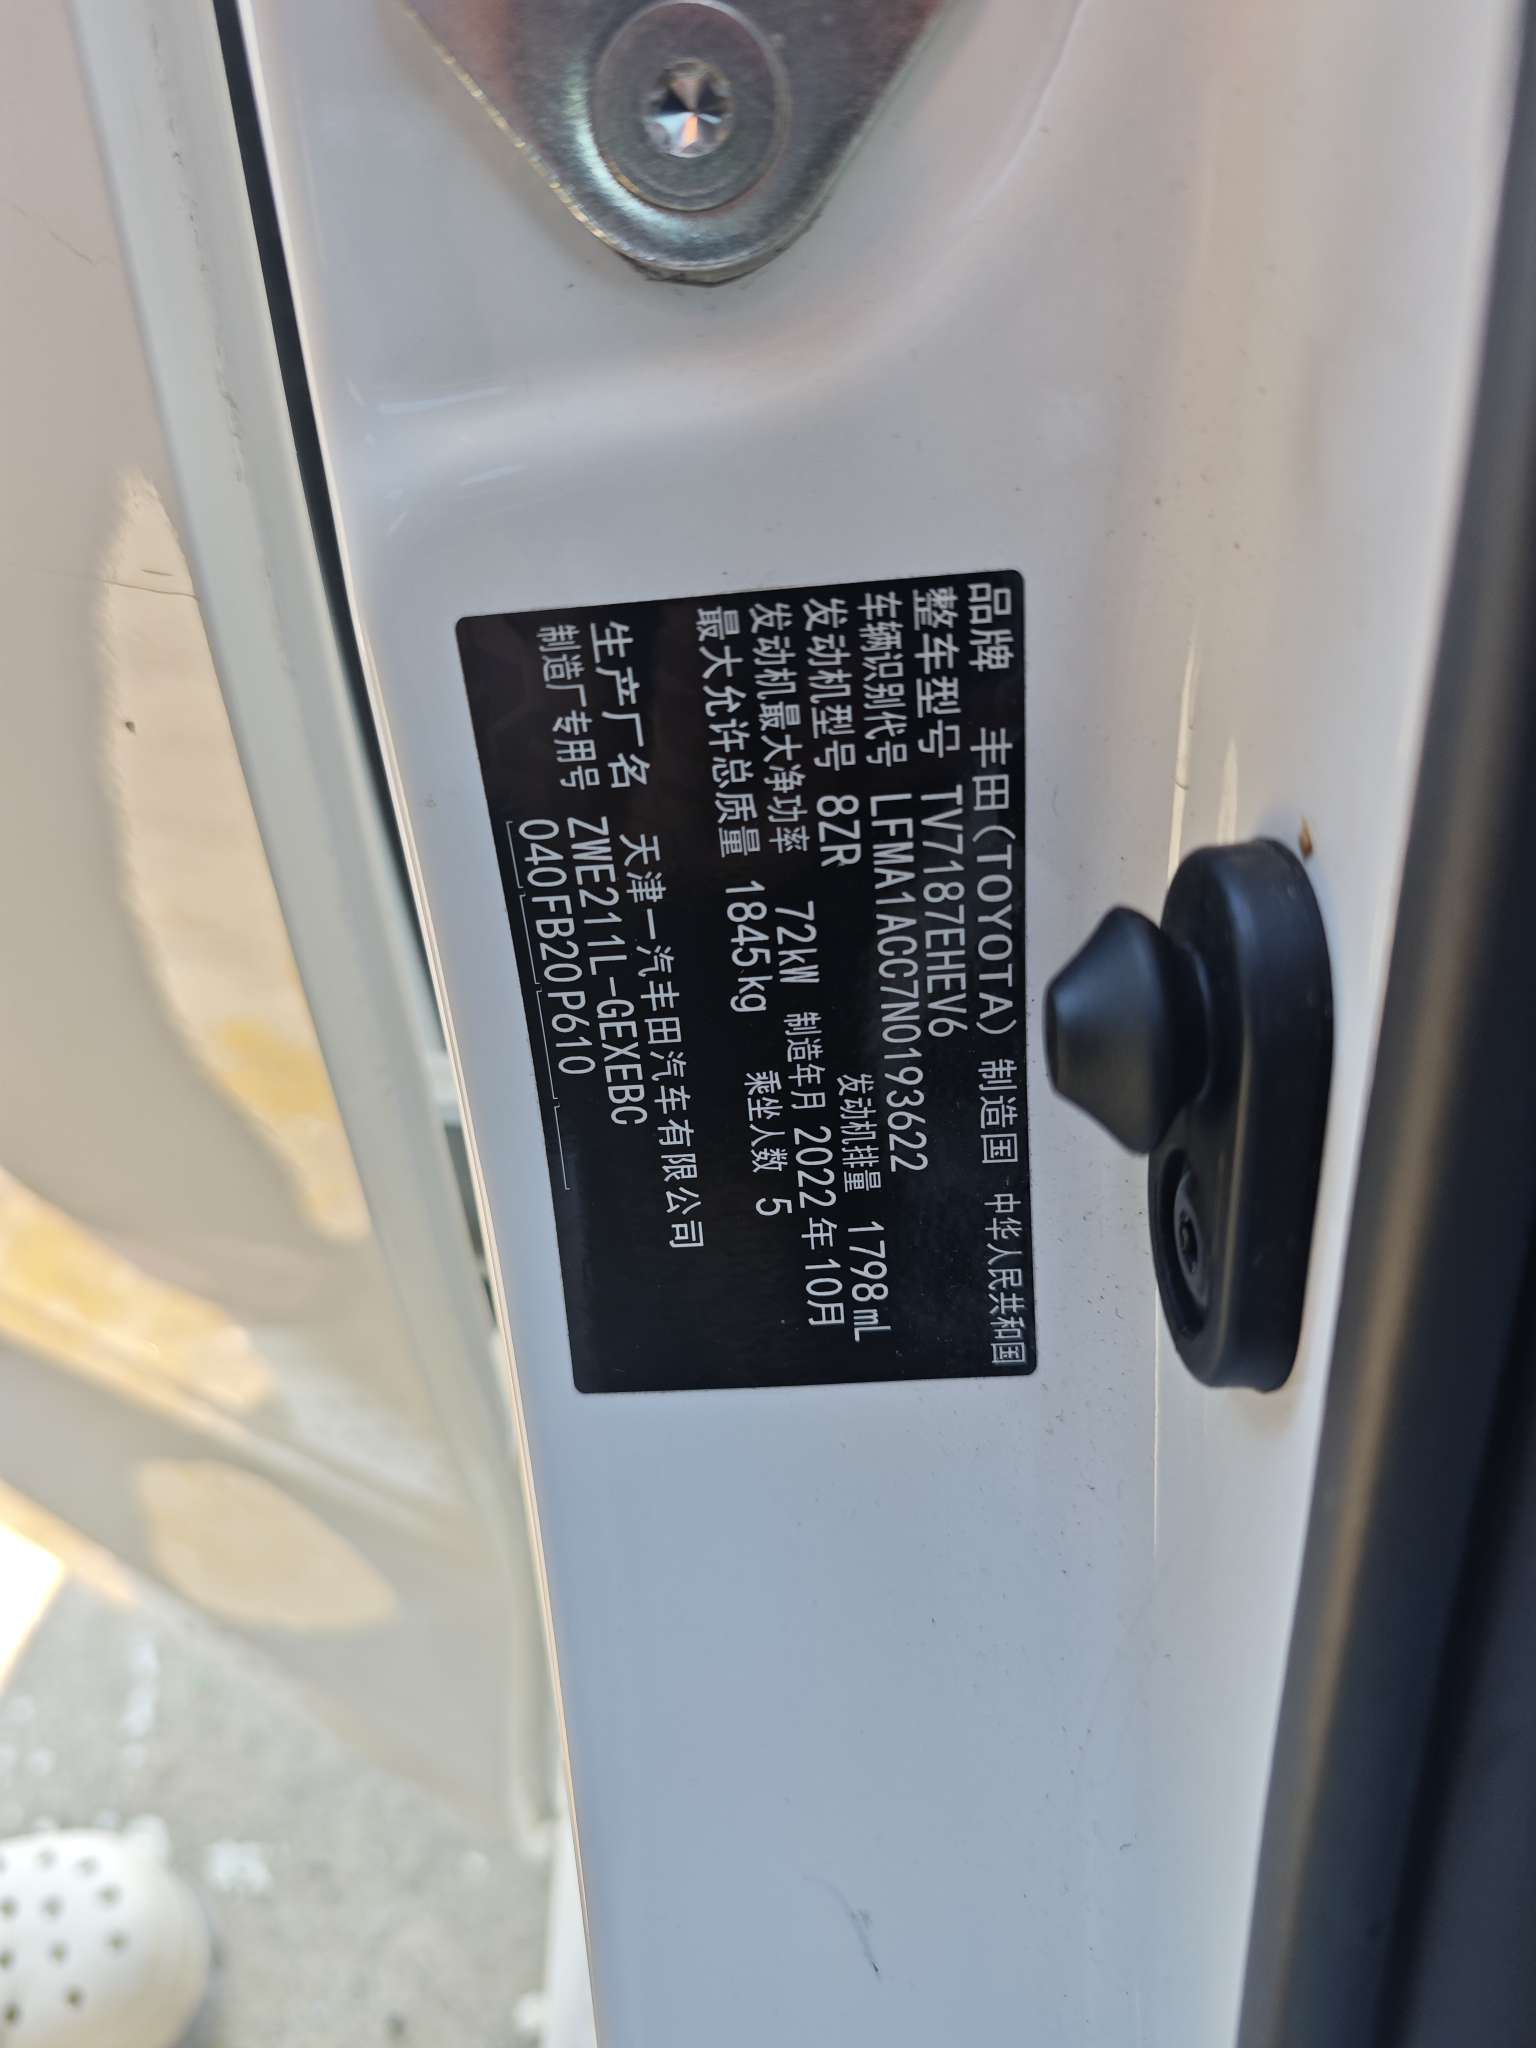 品牌 丰田(TOYOTA) 制造国 中华人民共和国
整车型号 TV7187EHEV6
车辆识别代号 LFMA1ACC7N0193622
发动机型号 8ZR 发动机排量 1798mL
发动机最大净功率 72kW 制造年月 2022年10月
最大允许总质量 1845kg 乘坐人数 5
生产厂名 天津一汽丰田汽车有限公司
制造厂专用号 ZWE211L-GEXEBC
040FB20P610